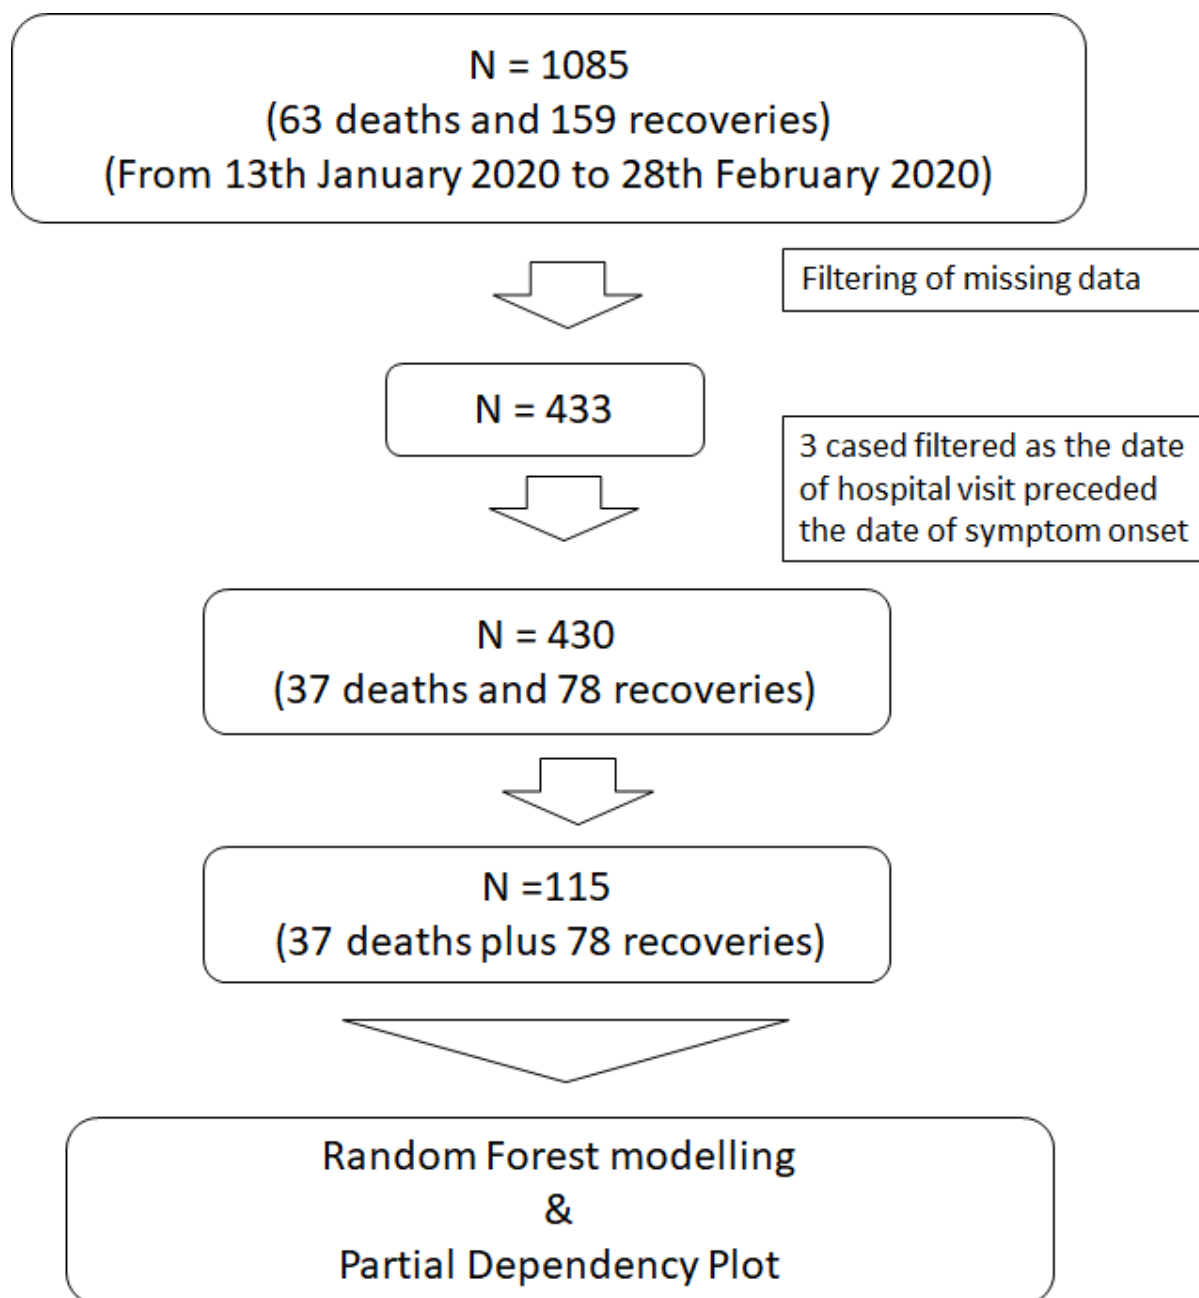 N = 1085
(63 deaths and 159 recoveries)
(From 13th January 2020 to 28th February 2020)
Filtering of missing data
N = 433
3 cased filtered as the date
of hospital visit preceded
the date of symptom onset
N = 430
(37 deaths and 78 recoveries)
N =115
(37 deaths plus 78 recoveries)
Random Forest modelling
&
Partial Dependency Plot